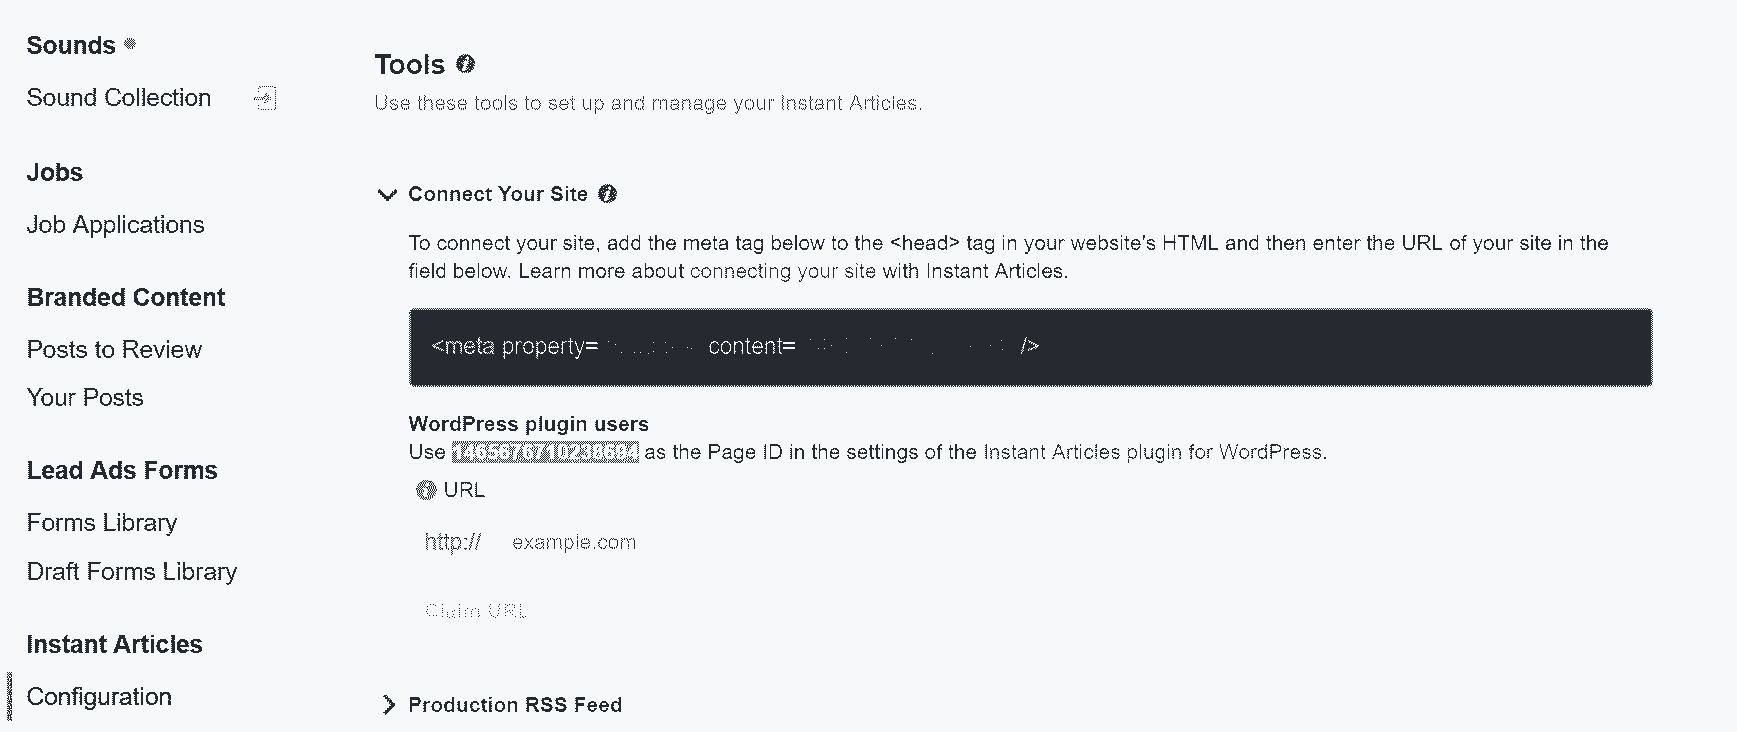 Sounds
Sound Collection
Jobs
Job Applications
Branded Content
Posts to Review
Your Posts
Lead Ads Forms
Forms Library
Draft Forms Library
Instant Articles
Configuration
Tools
Use these tools to set up and manage your Instant Articles.
Connect Your Site
To connect your site, add the meta tag below to the <head> tag in your website's HTML and then enter the URL of your site in the
field below. Learn more about connecting your site with Instant Articles.
<meta property= content= />
WordPress plugin users
Use as the Page ID in the settings of the Instant Articles plugin for WordPress.
URL
http:// example.com
Claim URL
Production RSS Feed